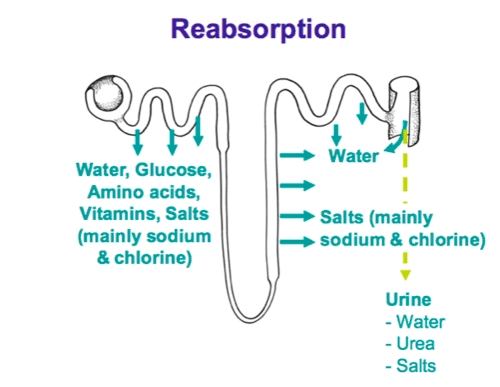 Reabsorption
Water, Glucose,
Amino acids,
Vitamins, Salts
(mainly sodium
& chlorine)
Water
Salts (mainly
sodium & chlorine)
Urine
- Water
- Urea
- Salts